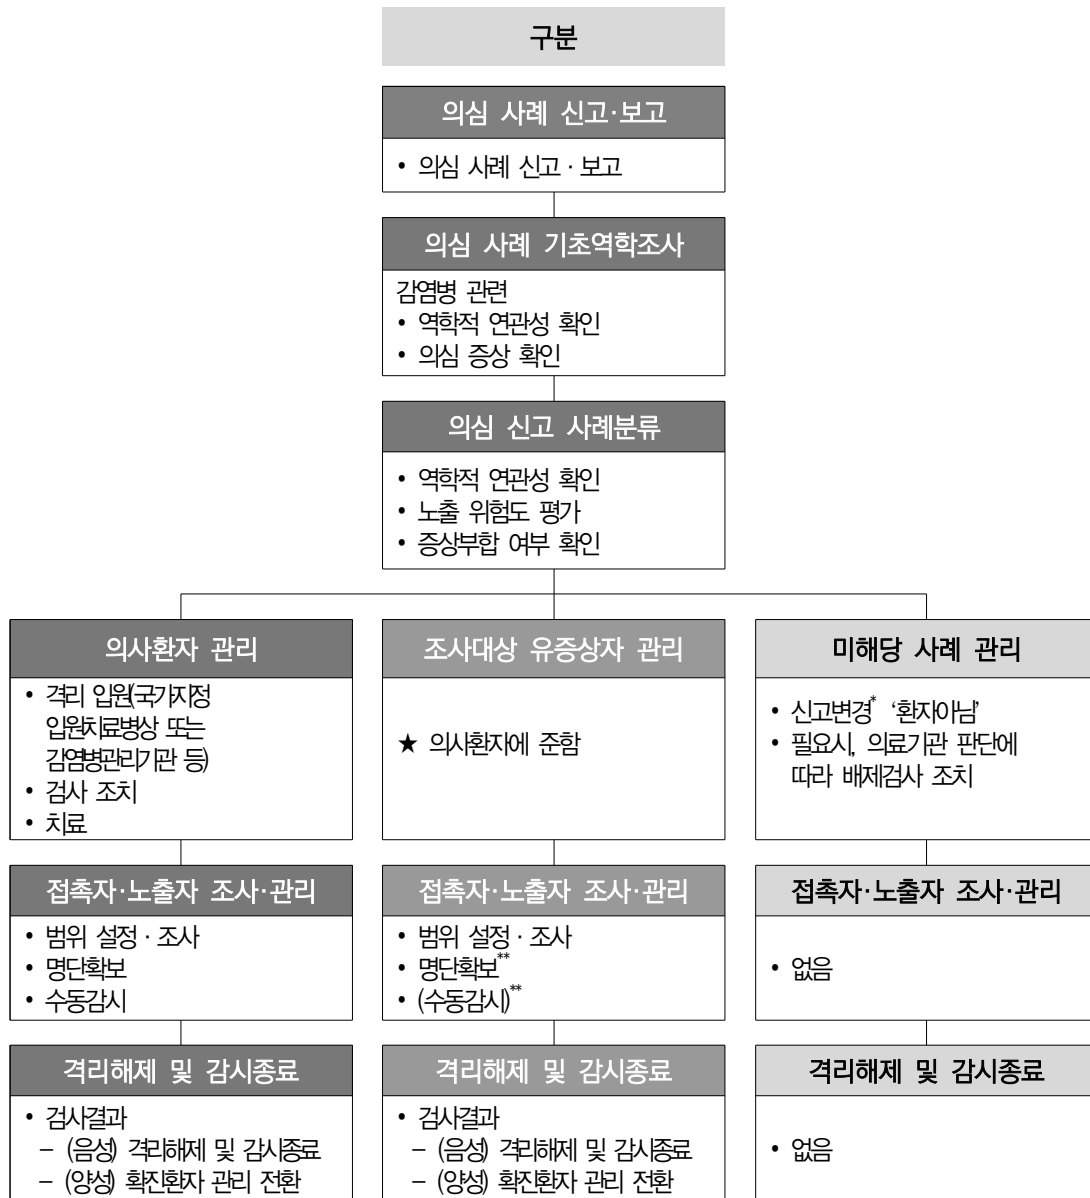 구분
의심 사례 신고·보고
• 의심 사례 신고 · 보고
의심 사례 기초역학조사
감염병 관련
• 역학적 연관성 확인
• 의심 증상 확인
의심 신고 사례분류
• 역학적 연관성 확인
• 노출 위험도 평가
• 증상부합 여부 확인
의사환자 관리
• 격리 입원(국가지정
입원치료병상 또는
감염병관리기관 등)
• 검사 조치
• 치료
조사대상 유증상자 관리
★ 의사환자에 준함
미해당 사례 관리
• 신고변경* ‘환자아님’
• 필요시, 의료기관 판단에
따라 배제검사 조치
접촉자·노출자 조사·관리
• 범위 설정 · 조사
• 명단확보
• 수동감시
접촉자·노출자 조사·관리
• 범위 설정 · 조사
• 명단확보**
• (수동감시)**
접촉자·노출자 조사·관리
• 없음
격리해제 및 감시종료
• 검사결과
– (음성) 격리해제 및 감시종료
– (양성) 확진환자 관리 전환
격리해제 및 감시종료
• 검사결과
– (음성) 격리해제 및 감시종료
– (양성) 확진환자 관리 전환
격리해제 및 감시종료
• 없음